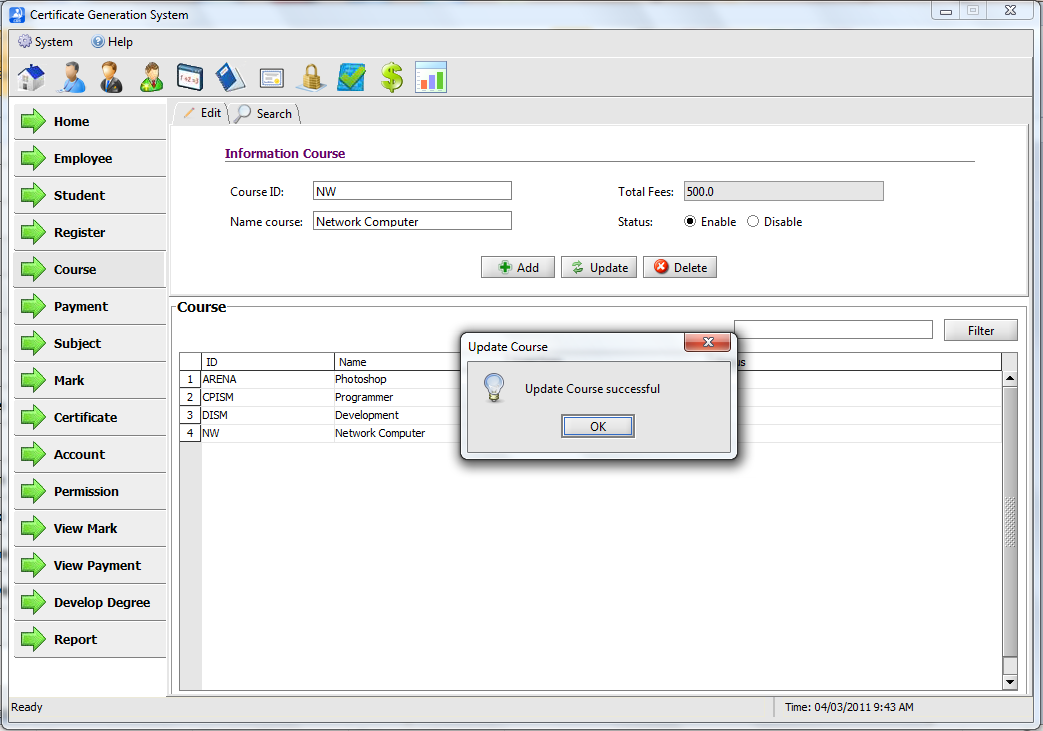 Certificate Generation System
System Help
Edit Search
Home
Employee
Student
Register
Course
Payment
Subject
Mark
Certificate
Account
Permission
View Mark
View Payment
Develop Degree
Report
Information Course
Course ID: NW Total Fees: 500.0
Name course: Network Computer Status: Enable Disable
Add Update Delete
Course
Filter
ID Name
1 ARENA Photoshop
2 CPISM Programmer
3 DISM Development
4 NW Network Computer
Update Course
Update Course successful
OK
Ready Time: 04/03/2011 9:43 AM